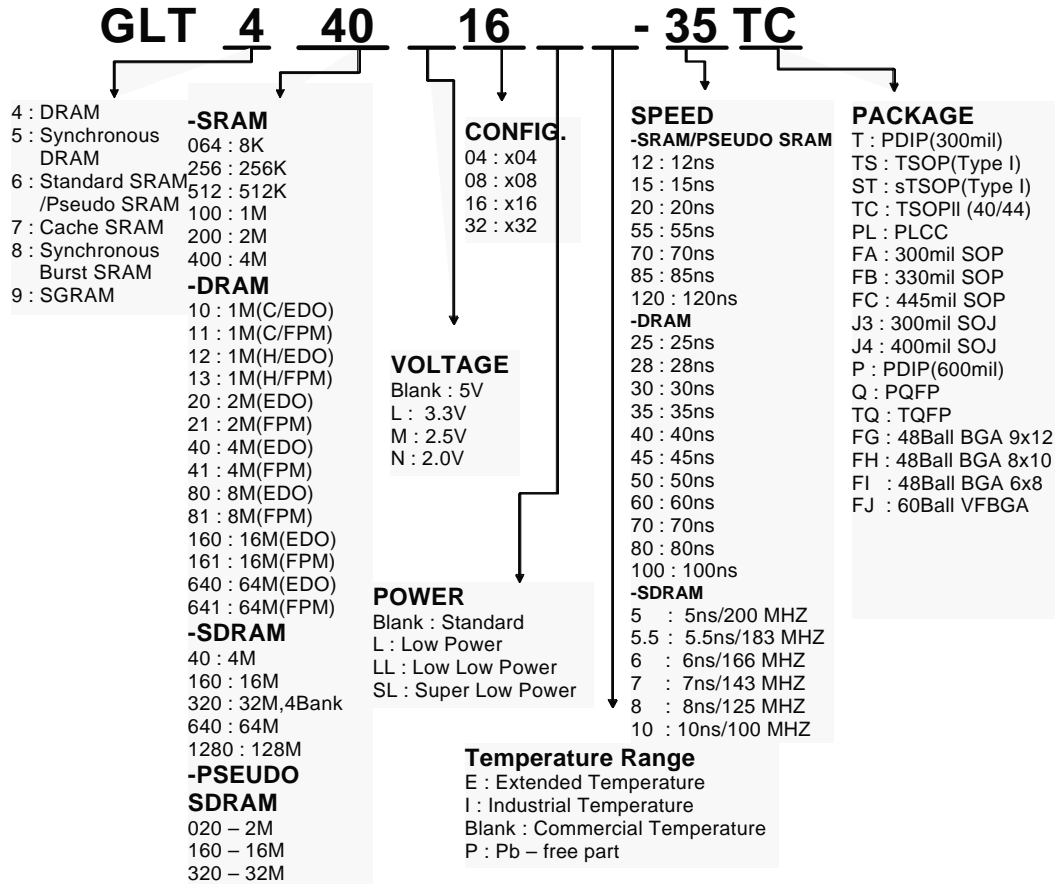 GLT 4 40 16 - 35 TC
4 : DRAM
5 : Synchronous
DRAM
6 : Standard SRAM
/Pseudo SRAM
7 : Cache SRAM
8 : Synchronous
Burst SRAM
9 : SGRAM
-SRAM
064 : 8K
256 : 256K
512 : 512K
100 : 1M
200 : 2M
400 : 4M
-DRAM
10 : 1M(C/EDO)
11 : 1M(C/FPM)
12 : 1M(H/EDO)
13 : 1M(H/FPM)
20 : 2M(EDO)
21 : 2M(FPM)
40 : 4M(EDO)
41 : 4M(FPM)
80 : 8M(EDO)
81 : 8M(FPM)
160 : 16M(EDO)
161 : 16M(FPM)
640 : 64M(EDO)
641 : 64M(FPM)
-SDRAM
40 : 4M
160 : 16M
320 : 32M,4Bank
640 : 64M
1280 : 128M
-PSEUDO
SDRAM
020 – 2M
160 – 16M
320 – 32M
VOLTAGE
Blank : 5V
L : 3.3V
M : 2.5V
N : 2.0V
CONFIG.
04 : x04
08 : x08
16 : x16
32 : x32
POWER
Blank : Standard
L : Low Power
LL : Low Low Power
SL : Super Low Power
Temperature Range
E : Extended Temperature
I : Industrial Temperature
Blank : Commercial Temperature
P : Pb – free part
SPEED
-SRAM/PSEUDO SRAM
12 : 12ns
15 : 15ns
20 : 20ns
55 : 55ns
70 : 70ns
85 : 85ns
120 : 120ns
-DRAM
25 : 25ns
28 : 28ns
30 : 30ns
35 : 35ns
40 : 40ns
45 : 45ns
50 : 50ns
60 : 60ns
70 : 70ns
80 : 80ns
100 : 100ns
-SDRAM
5 : 5ns/200 MHZ
5.5 : 5.5ns/183 MHZ
6 : 6ns/166 MHZ
7 : 7ns/143 MHZ
8 : 8ns/125 MHZ
10 : 10ns/100 MHZ
PACKAGE
T : PDIP(300mil)
TS : TSOP(Type I)
ST : sTSOP(Type I)
TC : TSOPll (40/44)
PL : PLCC
FA : 300mil SOP
FB : 330mil SOP
FC : 445mil SOP
J3 : 300mil SOJ
J4 : 400mil SOJ
P : PDIP(600mil)
Q : PQFP
TQ : TQFP
FG : 48Ball BGA 9x12
FH : 48Ball BGA 8x10
FI : 48Ball BGA 6x8
FJ : 60Ball VFBGA